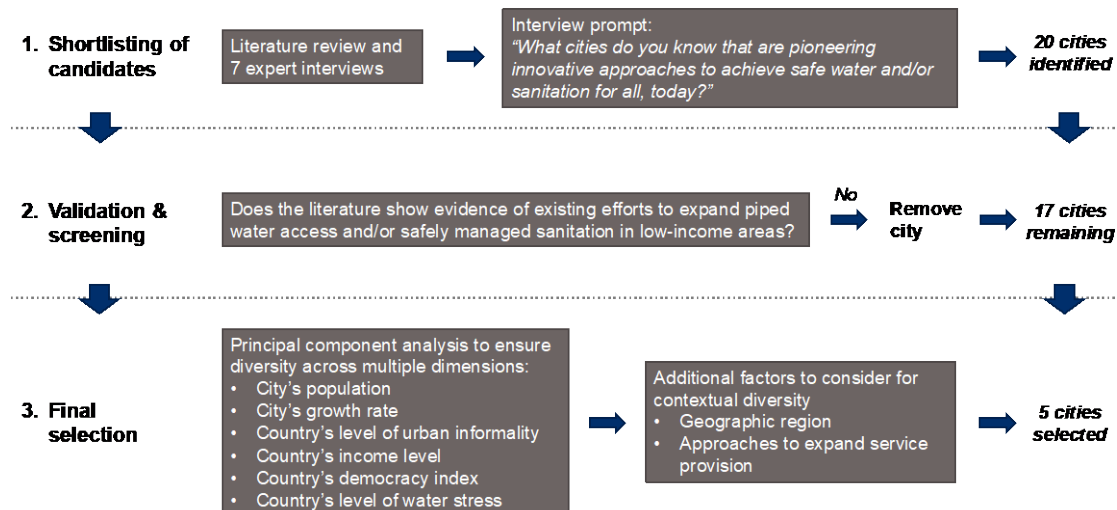 1. Shortlisting of
candidates
Literature review and
7 expert interviews
Interview prompt:
“What cities do you know that are pioneering
innovative approaches to achieve safe water and/or
sanitation for all, today?”
20 cities
identified
2. Validation &
screening
Does the literature show evidence of existing efforts to expand piped
water access and/or safely managed sanitation in low-income areas?
No
Remove
city
17 cities
remaining
3. Final
selection
Principal component analysis to ensure
diversity across multiple dimensions:
• City’s population
• City’s growth rate
• Country’s level of urban informality
• Country’s income level
• Country’s democracy index
• Country’s level of water stress
Additional factors to consider for
contextual diversity
• Geographic region
• Approaches to expand service
provision
5 cities
selected